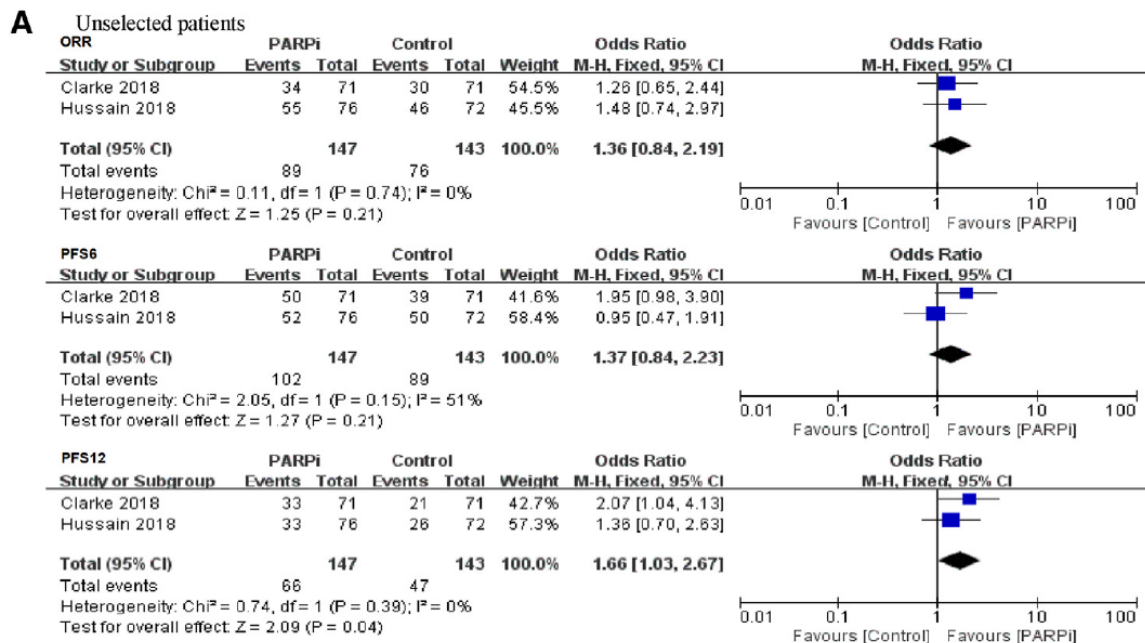 A Unselected patients
ORR PARPi Control Odds Ratio Odds Ratio
Study or Subgroup Events Total Events Total Weight M-H, Fixed, 95% CI M-H, Fixed, 95% CI
Clarke 2018 34 71 30 71 54.5% 1.26 [0.65, 2.44]
Hussain 2018 55 76 46 72 45.5% 1.48 [0.74, 2.97]
Total (95% CI) 147 143 100.0% 1.36 [0.84, 2.19]
Total events 89 76
Heterogeneity: Chi² = 0.11, df = 1 (P = 0.74); I² = 0%
Test for overall effect: Z = 1.25 (P = 0.21)
0.01 0.1 1 10 100
Favours [Control] Favours [PARPi]
PFS6 PARPi Control Odds Ratio Odds Ratio
Study or Subgroup Events Total Events Total Weight M-H, Fixed, 95% CI M-H, Fixed, 95% CI
Clarke 2018 50 71 39 71 41.6% 1.95 [0.98, 3.90]
Hussain 2018 52 76 50 72 58.4% 0.95 [0.47, 1.91]
Total (95% CI) 147 143 100.0% 1.37 [0.84, 2.23]
Total events 102 89
Heterogeneity: Chi² = 2.05, df = 1 (P = 0.15); I² = 51%
Test for overall effect: Z = 1.27 (P = 0.21)
0.01 0.1 1 10 100
Favours [Control] Favours [PARPi]
PFS12 PARPi Control Odds Ratio Odds Ratio
Study or Subgroup Events Total Events Total Weight M-H, Fixed, 95% CI M-H, Fixed, 95% CI
Clarke 2018 33 71 21 71 42.7% 2.07 [1.04, 4.13]
Hussain 2018 33 76 26 72 57.3% 1.36 [0.70, 2.63]
Total (95% CI) 147 143 100.0% 1.66 [1.03, 2.67]
Total events 66 47
Heterogeneity: Chi² = 0.74, df = 1 (P = 0.39); I² = 0%
Test for overall effect: Z = 2.09 (P = 0.04)
0.01 0.1 1 10 100
Favours [Control] Favours [PARPi]